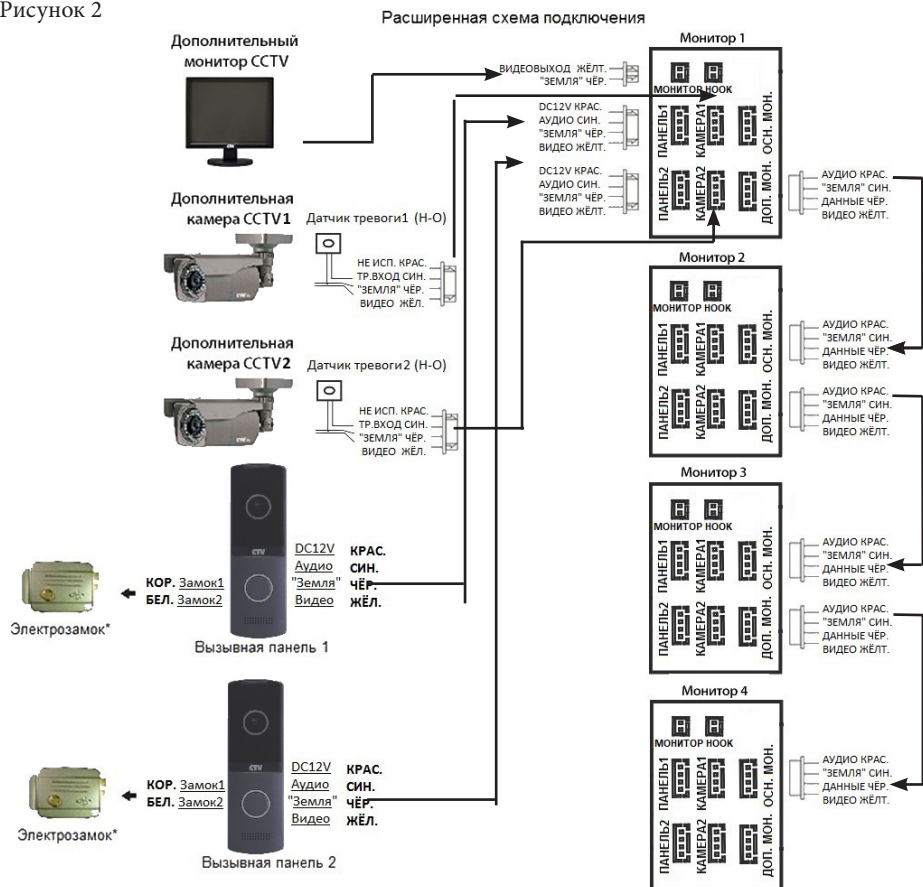 Рисунок 2
Расширенная схема подключения
Дополнительный
монитор CCTV
Дополнительная
камера CCTV1
Датчик тревоги1 (Н-О)
НЕ ИСП. КРАС.
ТР.ВХОД СИН.
"ЗЕМЛЯ" ЧЁР.
ВИДЕО ЖЁЛ.
Дополнительная
камера CCTV2
Датчик тревоги2 (Н-О)
НЕ ИСП. КРАС.
ТР.ВХОД СИН.
"ЗЕМЛЯ" ЧЁР.
ВИДЕО ЖЁЛ.
CTV
DC12V КРАС.
Аудио СИН.
"Земля" ЧЁР.
Видео ЖЁЛ.
КОР. Замок1
БЕЛ. Замок2
Электрозамок*
Вызывная панель 1
CTV
DC12V КРАС.
Аудио СИН.
"Земля" ЧЁР.
Видео ЖЁЛ.
КОР. Замок1
БЕЛ. Замок2
Электрозамок*
Вызывная панель 2
ВИДЕОВЫХОД ЖЁЛТ.
"ЗЕМЛЯ" ЧЁР.
DC12V КРАС.
АУДИО СИН.
"ЗЕМЛЯ" ЧЁР.
ВИДЕО ЖЁЛТ.
DC12V КРАС.
АУДИО СИН.
"ЗЕМЛЯ" ЧЁР.
ВИДЕО ЖЁЛТ.
Монитор 1
МОНИТОР HOOK
ПАНЕЛЬ1
КАМЕРА1
ОСН. МОН.
ПАНЕЛЬ2
КАМЕРА2
ДОП. МОН.
АУДИО КРАС.
"ЗЕМЛЯ" СИН.
ДАННЫЕ ЧЁР.
ВИДЕО ЖЁЛТ.
Монитор 2
МОНИТОР HOOK
ПАНЕЛЬ1
КАМЕРА1
ОСН. МОН.
ПАНЕЛЬ2
КАМЕРА2
ДОП. МОН.
АУДИО КРАС.
"ЗЕМЛЯ" СИН.
ДАННЫЕ ЧЁР.
ВИДЕО ЖЁЛТ.
АУДИО КРАС.
"ЗЕМЛЯ" СИН.
ДАННЫЕ ЧЁР.
ВИДЕО ЖЁЛТ.
Монитор 3
МОНИТОР HOOK
ПАНЕЛЬ1
КАМЕРА1
ОСН. МОН.
ПАНЕЛЬ2
КАМЕРА2
ДОП. МОН.
АУДИО КРАС.
"ЗЕМЛЯ" СИН.
ДАННЫЕ ЧЁР.
ВИДЕО ЖЁЛТ.
АУДИО КРАС.
"ЗЕМЛЯ" СИН.
ДАННЫЕ ЧЁР.
ВИДЕО ЖЁЛТ.
Монитор 4
МОНИТОР HOOK
ПАНЕЛЬ1
КАМЕРА1
ОСН. МОН.
ПАНЕЛЬ2
КАМЕРА2
ДОП. МОН.
АУДИО КРАС.
"ЗЕМЛЯ" СИН.
ДАННЫЕ ЧЁР.
ВИДЕО ЖЁЛТ.